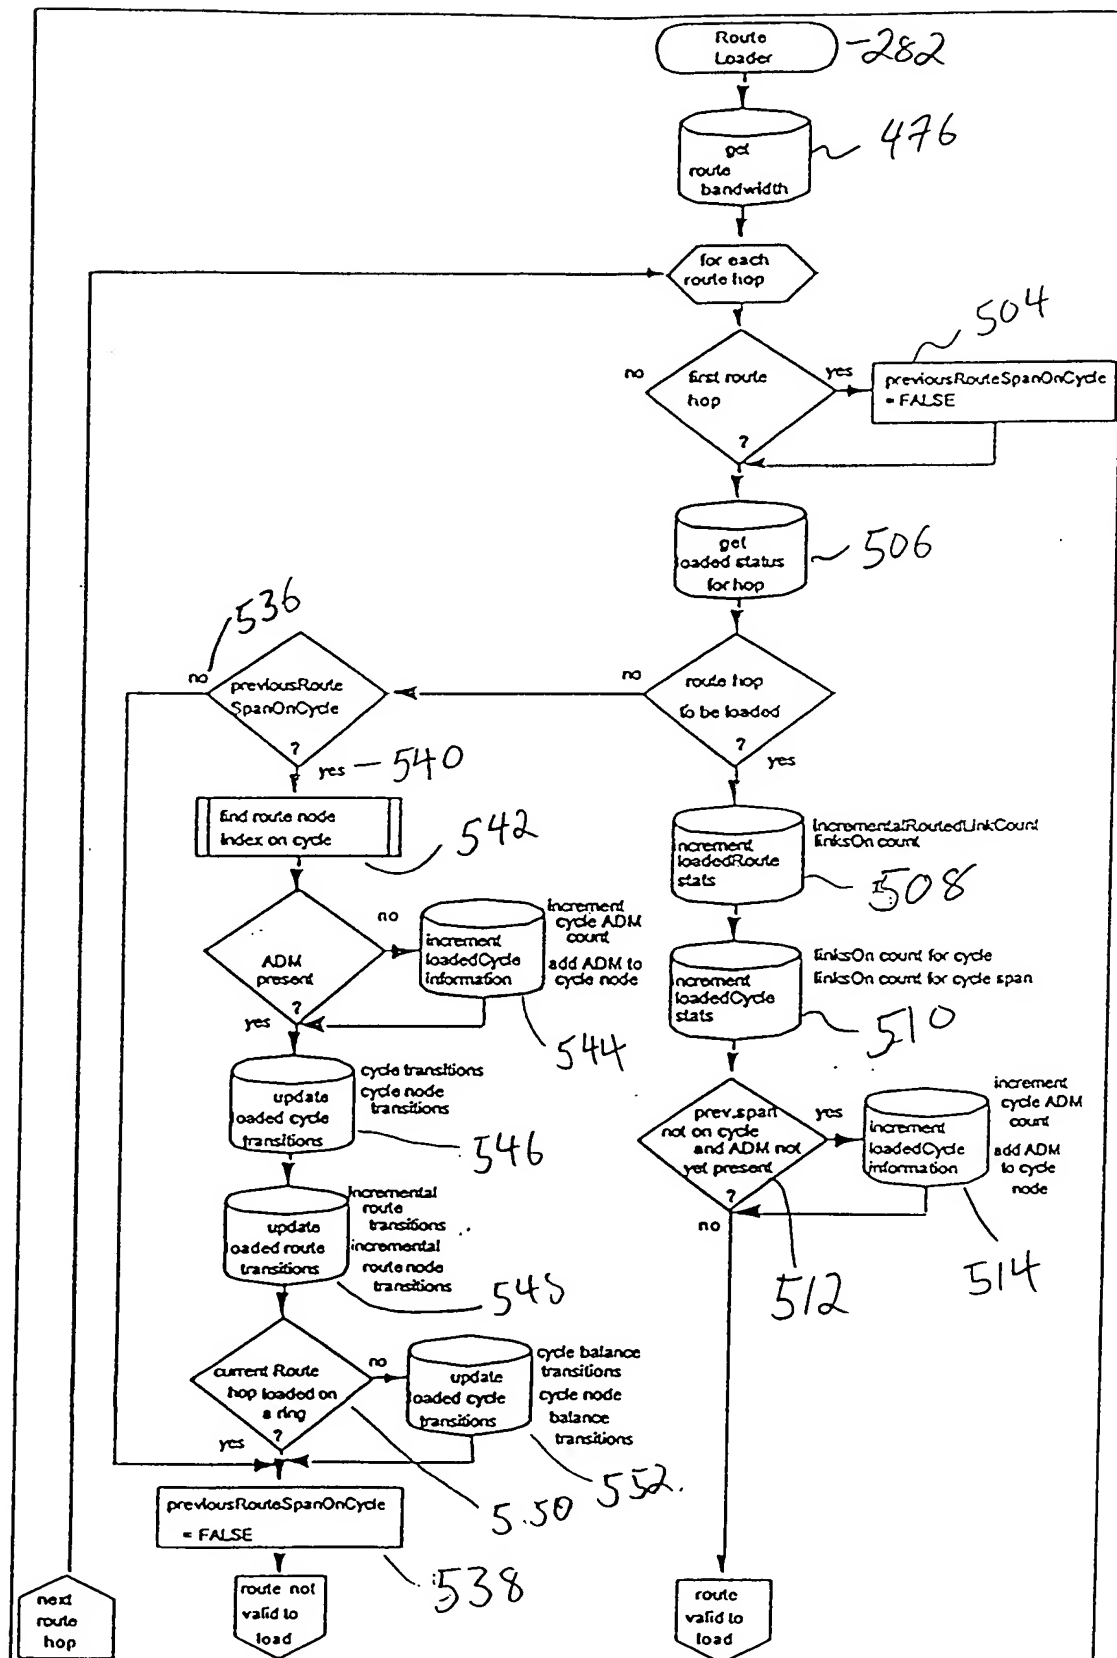 Route
Loader
282
get
route
bandwidth
476
for each
route hop
504
no
first route
hop
?
yes
previousRouteSpanOnCycle
= FALSE
get
loaded status
for hop
506
536
no
previousRoute
SpanOnCycle
?
yes
540
no
route hop
to be loaded
?
yes
find route node
index on cycle
542
increment
loadedRoute
stats
IncrementalRoutedLinkCount
linksOn count
508
ADM
present
?
no
yes
increment
loadedCycle
information
increment
cycle ADM
count
add ADM to
cycle node
544
increment
loadedCycle
stats
linksOn count for cycle
linksOn count for cycle span
510
update
loaded cycle
transitions
cycle transitions
cycle node
transitions
546
prev.span
not on cycle
and ADM not
yet present
?
yes
no
512
increment
loadedCycle
information
increment
cycle ADM
count
add ADM
to cycle
node
514
update
loaded route
transitions
incremental
route
transitions
incremental
route node
transitions
548
current Route
hop loaded on
a ring
?
no
yes
5.50
update
loaded cycle
transitions
cycle balance
transitions
cycle node
balance
transitions
552.
previousRouteSpanOnCycle
= FALSE
538
next
route
hop
route not
valid to
load
route
valid to
load